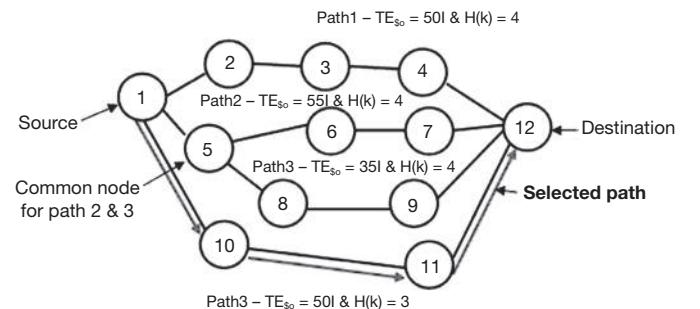 Path1 – TE$o = 50I & H(k) = 4
2
3
4
1
Path2 – TE$o = 55I & H(k) = 4
Source
6
7
12
Destination
5
Path3 – TE$o = 35I & H(k) = 4
Common node
for path 2 & 3
8
9
Selected path
10
11
Path3 – TE$o = 50I & H(k) = 3